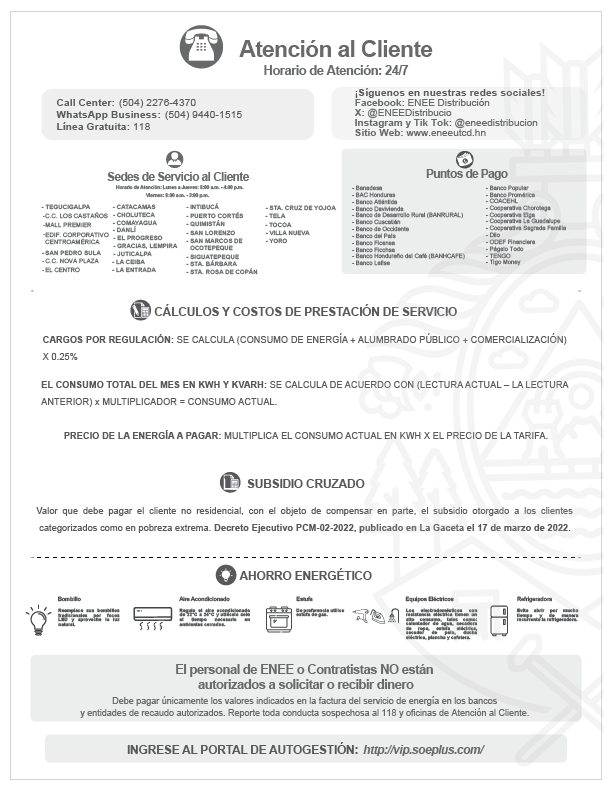 Atención al Cliente
Horario de Atención: 24/7
Call Center: (504) 2276-4370
WhatsApp Business: (504) 9440-1515
Línea Gratuita: 118
¡Síguenos en nuestras redes sociales!
Facebook: ENEE Distribución
X: @ENEEDistribucio
Instagram y Tik Tok: @eneedistribucion
Sitio Web: www.eneeutcd.hn
Sedes de Servicio al Cliente
Horario de Atención: Lunes a Jueves: 8:00 a.m. - 4:00 p.m.
Viernes: 8:00 a.m. - 3:00 p.m.
- TEGUCIGALPA
-C.C. LOS CASTAÑOS
-MALL PREMIER
-EDIF. CORPORATIVO
CENTROAMÉRICA
- SAN PEDRO SULA
- C.C. NOVA PLAZA
- EL CENTRO
- CATACAMAS
- CHOLUTECA
- COMAYAGUA
- DANLÍ
- EL PROGRESO
- GRACIAS, LEMPIRA
- JUTICALPA
- LA CEIBA
- LA ENTRADA
- INTIBUCÁ
- PUERTO CORTÉS
- QUIMISTÁN
- SAN LORENZO
- SAN MARCOS DE
OCOTEPEQUE
- SIGUATEPEQUE
- STA. BÁRBARA
- STA. ROSA DE COPÁN
- STA. CRUZ DE YOJOA
- TELA
- TOCOA
- VILLA NUEVA
- YORO
Puntos de Pago
- Banadesa
- BAC Honduras
- Banco Atlántida
- Banco Davivienda
- Banco de Desarrollo Rural (BANRURAL)
- Banco Cuscatlán
- Banco de Occidente
- Banco del País
- Banco Ficensa
- Banco Ficohsa
- Banco Hondureño del Café (BANHCAFE)
- Banco Lafise
- Banco Popular
- Banco Promérica
- COACEHL
- Cooperativa Chorotega
- Cooperativa Elga
- Cooperativa La Guadalupe
- Cooperativa Sagrada Familia
- Dilo
- ODEF Financiera
- Págalo Todo
- TENGO
- Tigo Money
CÁLCULOS Y COSTOS DE PRESTACIÓN DE SERVICIO
CARGOS POR REGULACIÓN: SE CALCULA (CONSUMO DE ENERGÍA + ALUMBRADO PÚBLICO + COMERCIALIZACIÓN)
X 0.25%
EL CONSUMO TOTAL DEL MES EN KWH Y KVARH: SE CALCULA DE ACUERDO CON (LECTURA ACTUAL – LA LECTURA
ANTERIOR) x MULTIPLICADOR = CONSUMO ACTUAL.
PRECIO DE LA ENERGÍA A PAGAR: MULTIPLICA EL CONSUMO ACTUAL EN KWH X EL PRECIO DE LA TARIFA.
SUBSIDIO CRUZADO
Valor que debe pagar el cliente no residencial, con el objeto de compensar en parte, el subsidio otorgado a los clientes
categorizados como en pobreza extrema. Decreto Ejecutivo PCM-02-2022, publicado en La Gaceta el 17 de marzo de 2022.
AHORRO ENERGÉTICO
Bombillo
Reemplace sus bombillos
tradicionales por focos
LED y aproveche la luz
natural.
Aire Acondicionado
Regule el aire acondicionado
de 22°C a 24°C y utilícelo solo
el tiempo necesario en
ambientes cerrados.
Estufa
De preferencia utilice
estufa de gas.
Equipos Eléctricos
Los electrodomésticos con
resistencia eléctrica tienen un
alto consumo, tales como:
calentador de agua, secadora
de ropa, estufa eléctrica,
secador de pelo, ducha
eléctrica, plancha y cafetera.
Refrigeradora
Evite abrir por mucho
tiempo y de manera
recurrente la refrigeradora.
El personal de ENEE o Contratistas NO están
autorizados a solicitar o recibir dinero
Debe pagar únicamente los valores indicados en la factura del servicio de energía en los bancos
y entidades de recaudo autorizados. Reporte toda conducta sospechosa al 118 y oficinas de Atención al Cliente.
INGRESE AL PORTAL DE AUTOGESTIÓN: http://vip.soeplus.com/